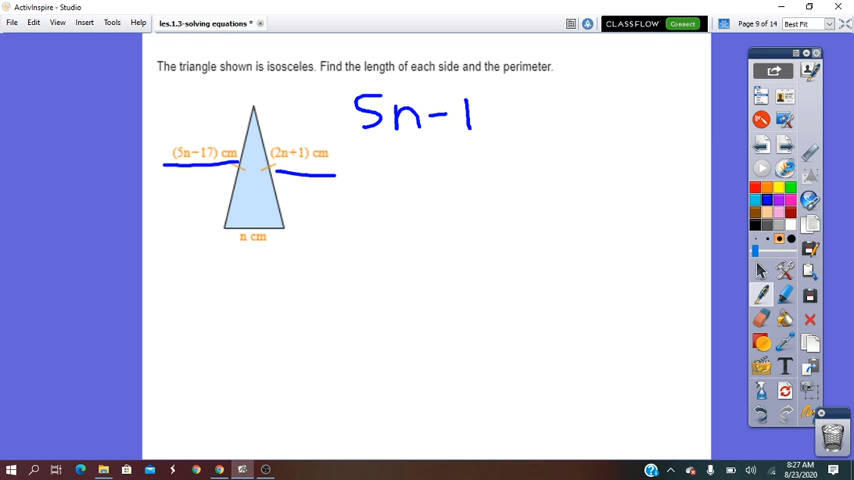 ActivInspire - Studio
File Edit View Insert Tools Help
les.1.3-solving equations *
CLASSFLOW Connect
Page 9 of 14
Best Fit
The triangle shown is isosceles. Find the length of each side and the perimeter.
5n-1
(5n−17) cm
(2n+1) cm
n cm
8:27 AM
8/23/2020